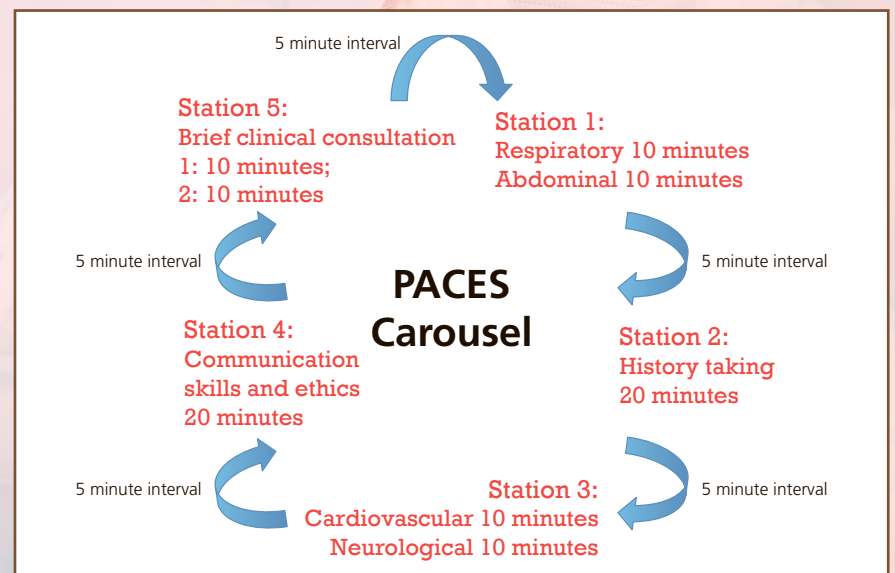 5 minute interval
Station 5:
Brief clinical consultation
1: 10 minutes;
2: 10 minutes
Station 1:
Respiratory 10 minutes
Abdominal 10 minutes
5 minute interval
5 minute interval
PACES
Carousel
Station 4:
Communication
skills and ethics
20 minutes
Station 2:
History taking
20 minutes
5 minute interval
5 minute interval
Station 3:
Cardiovascular 10 minutes
Neurological 10 minutes